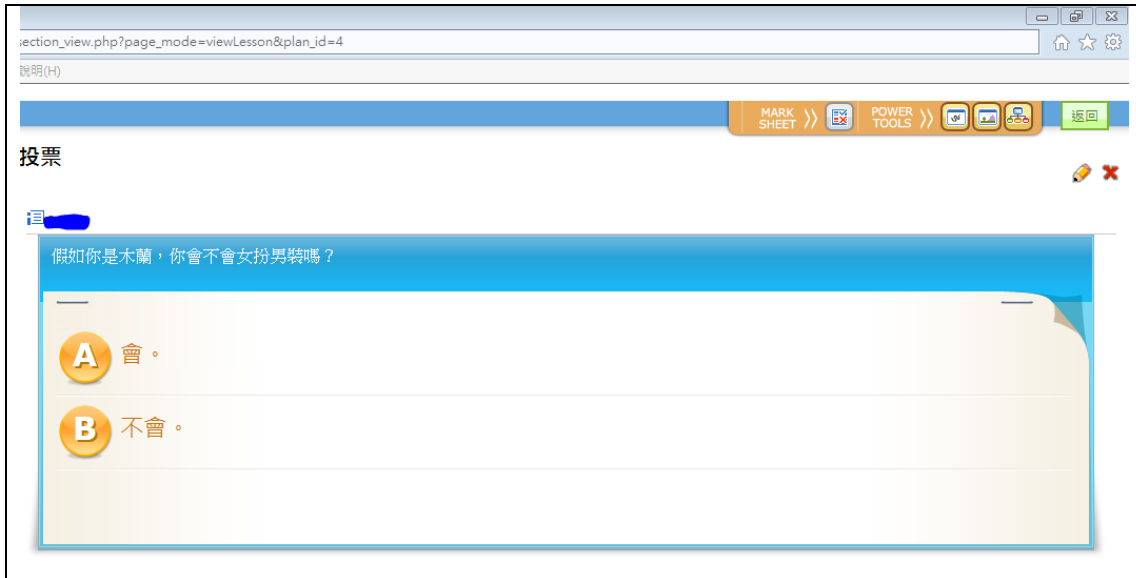 section_view.php?page_mode=viewLesson&plan_id=4
說明(H)
MARK SHEET
POWER TOOLS
返回
投票
假如你是木蘭，你會不會女扮男裝嗎？
A 會。
B 不會。